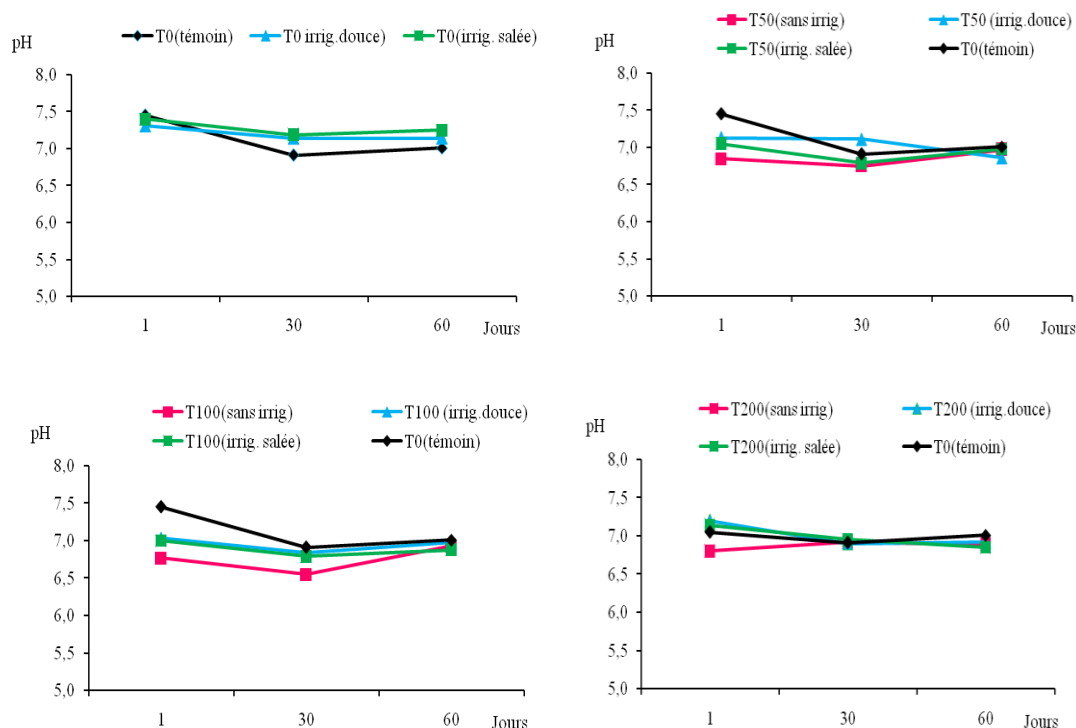 T0(témoin) T0 irrig.douce) T0(irrig. salée)
pH
8,0
7,5
7,0
6,5
6,0
5,5
5,0
1 30 60 Jours
T50(sans irrig) T50 (irrig.douce)
pH
T50(irrig. salée) T0(témoin)
8,0
7,5
7,0
6,5
6,0
5,5
5,0
1 30 60 Jours
T100(sans irrig) T100 (irrig.douce)
pH
T100(irrig. salée) T0(témoin)
8,0
7,5
7,0
6,5
6,0
5,5
5,0
1 30 60 Jours
T200(sans irrig) T200 (irrig.douce)
pH
T200(irrig. salée) T0(témoin)
8,0
7,5
7,0
6,5
6,0
5,5
5,0
1 30 60 Jours